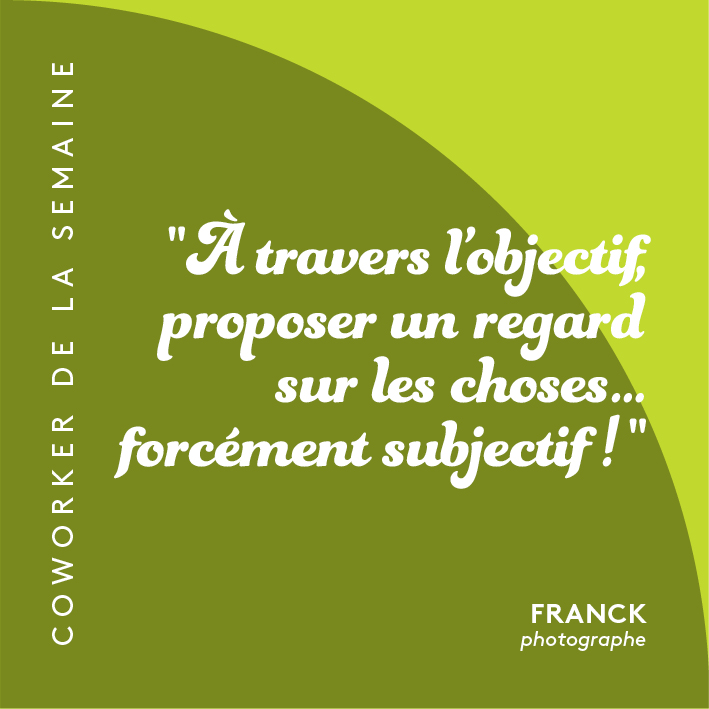 COWORKER DE LA SEMAINE
"À travers l'objectif,
proposer un regard
sur les choses...
forcément subjectif ! "
FRANCK
photographe